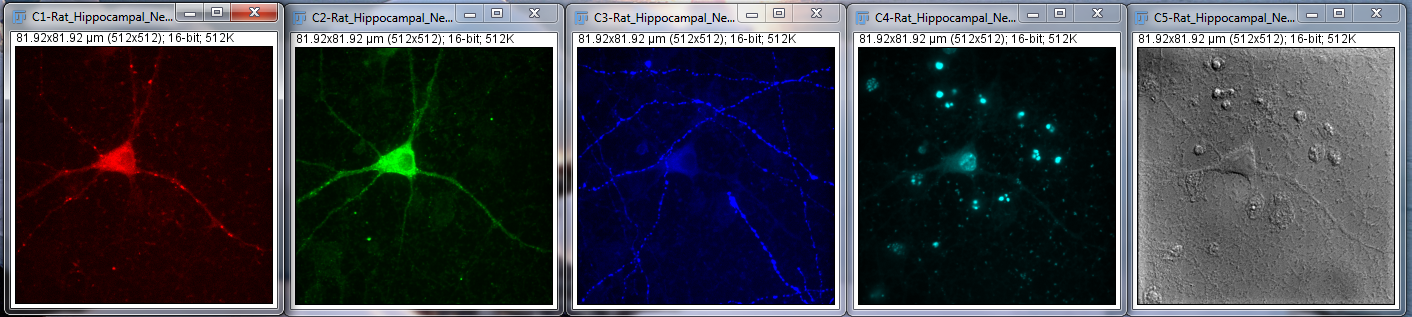 C1-Rat_Hippocampal_Ne...
81.92x81.92 µm (512x512); 16-bit; 512K
C2-Rat_Hippocampal_Ne...
81.92x81.92 µm (512x512); 16-bit; 512K
C3-Rat_Hippocampal_Ne...
81.92x81.92 µm (512x512); 16-bit; 512K
C4-Rat_Hippocampal_Ne...
81.92x81.92 µm (512x512); 16-bit; 512K
C5-Rat_Hippocampal_Ne...
81.92x81.92 µm (512x512); 16-bit; 512K